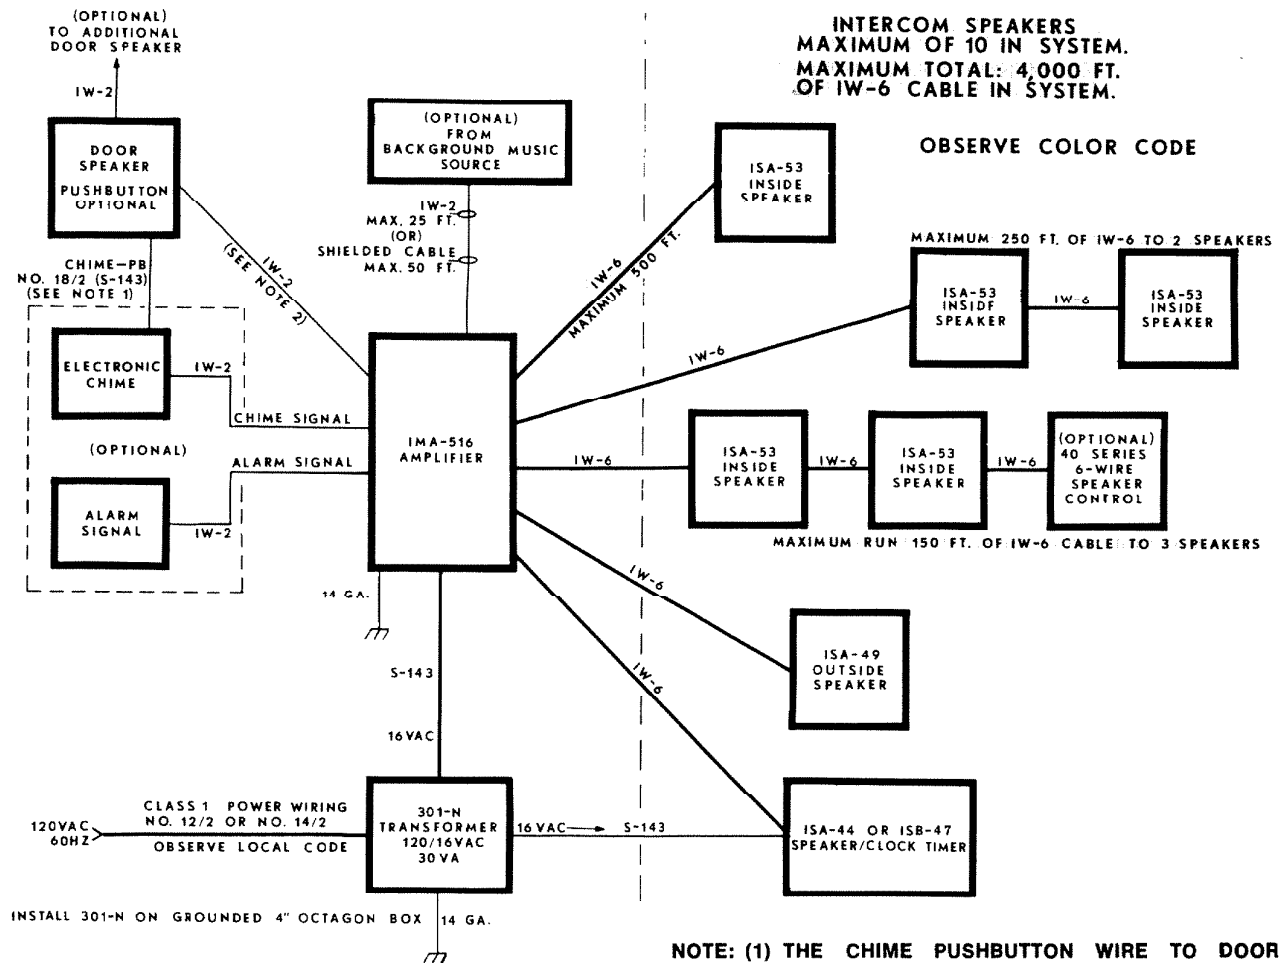 (OPTIONAL)
TO ADDITIONAL
DOOR SPEAKER
IW-2
DOOR
SPEAKER
PUSHBUTTON
OPTIONAL
CHIME-PB
NO. 18/2 (S-143)
(SEE NOTE 1)
ELECTRONIC
CHIME
IW-2
CHIME SIGNAL
(OPTIONAL)
ALARM SIGNAL
ALARM
SIGNAL
IW-2
IW-2
(SEE NOTE 2)
(OPTIONAL)
FROM
BACKGROUND MUSIC
SOURCE
IW-2
MAX. 25 FT.
(OR)
SHIELDED CABLE
MAX. 50 FT.
IMA-516
AMPLIFIER
14 GA.
S-143
16 VAC
120VAC
60HZ
CLASS 1 POWER WIRING
NO. 12/2 OR NO. 14/2
OBSERVE LOCAL CODE
301-N
TRANSFORMER
120/16VAC
30 VA
16 VAC
S-143
INSTALL 301-N ON GROUNDED 4" OCTAGON BOX
14 GA.
INTERCOM SPEAKERS
MAXIMUM OF 10 IN SYSTEM.
MAXIMUM TOTAL: 4,000 FT.
OF IW-6 CABLE IN SYSTEM.
OBSERVE COLOR CODE
IW-6
MAXIMUM 500 FT.
ISA-53
INSIDE
SPEAKER
MAXIMUM 250 FT. OF IW-6 TO 2 SPEAKERS
IW-6
ISA-53
INSIDE
SPEAKER
IW-6
ISA-53
INSIDE
SPEAKER
IW-6
ISA-53
INSIDE
SPEAKER
IW-6
ISA-53
INSIDE
SPEAKER
IW-6
(OPTIONAL)
40 SERIES
6-WIRE
SPEAKER
CONTROL
MAXIMUM RUN 150 FT. OF IW-6 CABLE TO 3 SPEAKERS
IW-6
ISA-49
OUTSIDE
SPEAKER
IW-6
ISA-44 OR ISB-47
SPEAKER/CLOCK TIMER
NOTE: (1) THE CHIME PUSHBUTTON WIRE TO DOOR